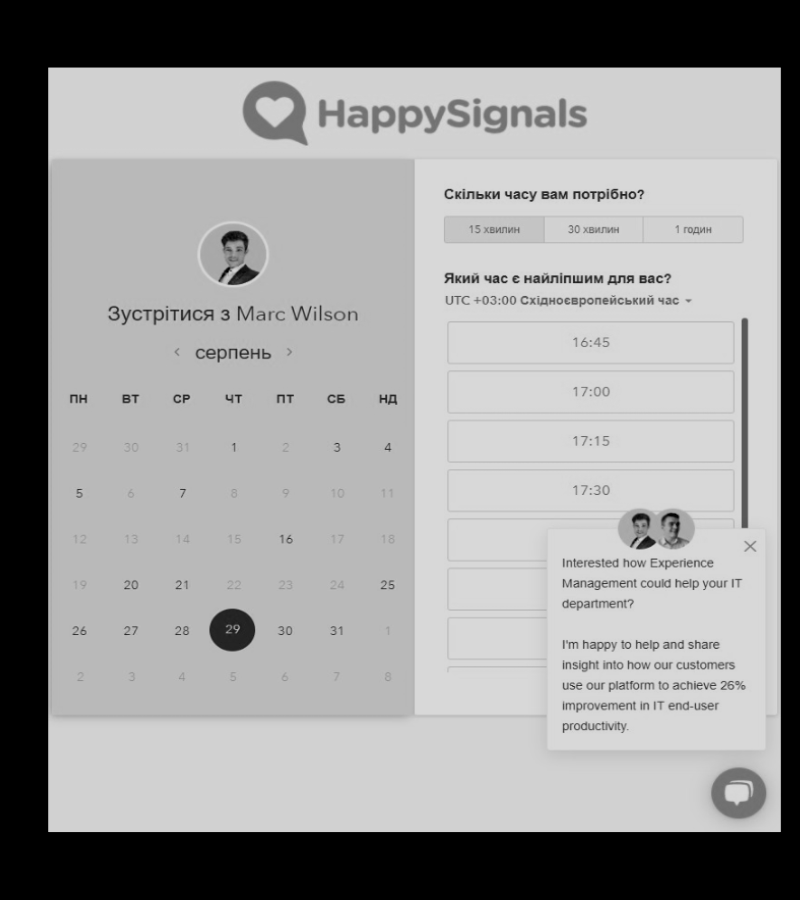 HappySignals
Зустрітися з Marc Wilson
серпень
ПН ВТ СР ЧТ ПТ СБ НД
29 30 31 1 2 3 4
5 6 7 8 9 10 11
12 13 14 15 16 17 18
19 20 21 22 23 24 25
26 27 28 29 30 31 1
2 3 4 5 6 7 8
Скільки часу вам потрібно?
15 хвилин 30 хвилин 1 годин
Який час є найліпшим для вас?
UTC +03:00 Східноєвропейський час
16:45
17:00
17:15
17:30
Interested how Experience
Management could help your IT
department?
I'm happy to help and share
insight into how our customers
use our platform to achieve 26%
improvement in IT end-user
productivity.